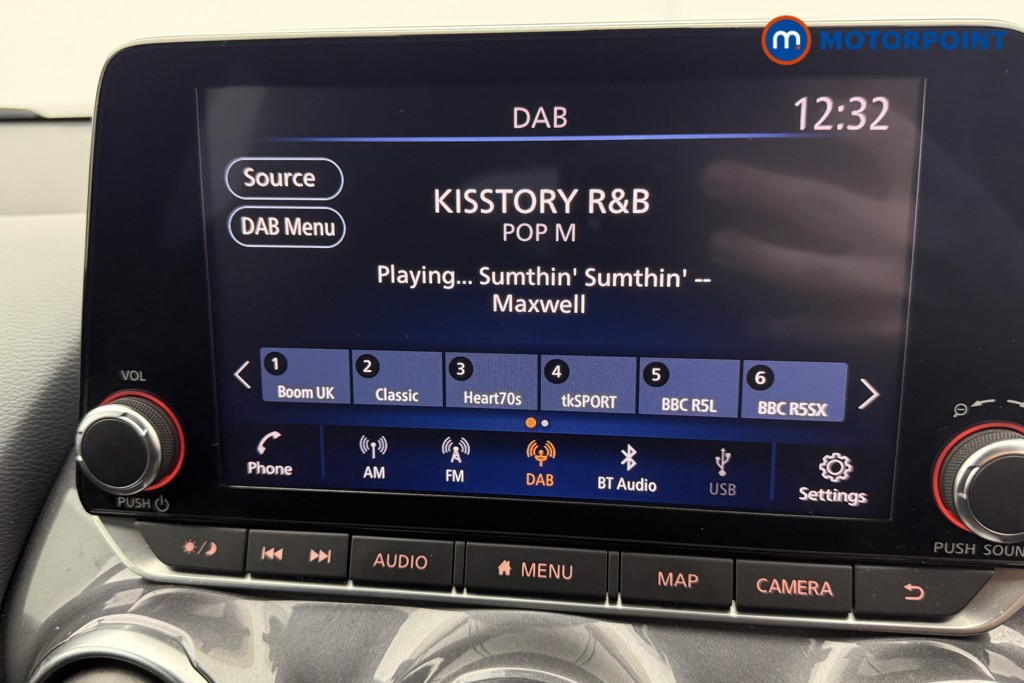 m MOTORPOINT
DAB
12:32
Source
DAB Menu
KISSTORY R&B
POP M
Playing... Sumthin' Sumthin' --
Maxwell
1 Boom UK
2 Classic
3 Heart70s
4 tkSPORT
5 BBC R5L
6 BBC R5SX
Phone
AM
FM
DAB
BT Audio
USB
Settings
VOL
PUSH
PUSH SOUN
AUDIO
MENU
MAP
CAMERA